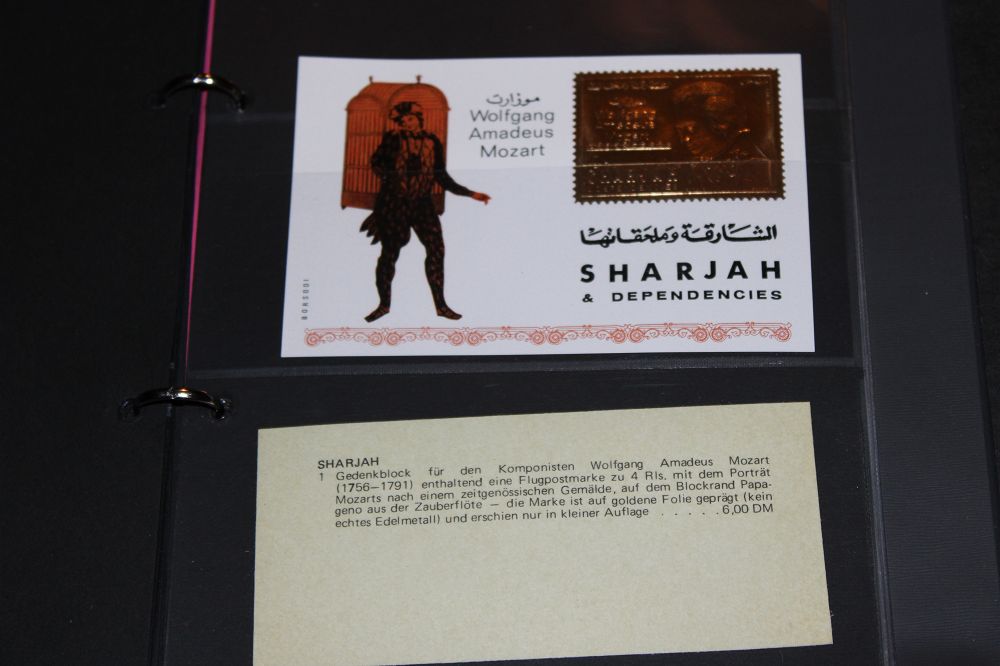 موزارت
Wolfgang
Amadeus
Mozart
الشارقة وملحقاتها
SHARJAH
& DEPENDENCIES
BORSODI
SHARJAH
1 Gedenkblock für den Komponisten Wolfgang Amadeus Mozart
(1756—1791) enthaltend eine Flugpostmarke zu 4 Rls. mit dem Porträt
Mozarts nach einem zeitgenössischen Gemälde, auf dem Blockrand Papa-
geno aus der Zauberflöte — die Marke ist auf goldene Folie geprägt (kein
echtes Edelmetall) und erschien nur in kleiner Auflage . . . . . 6,00 DM